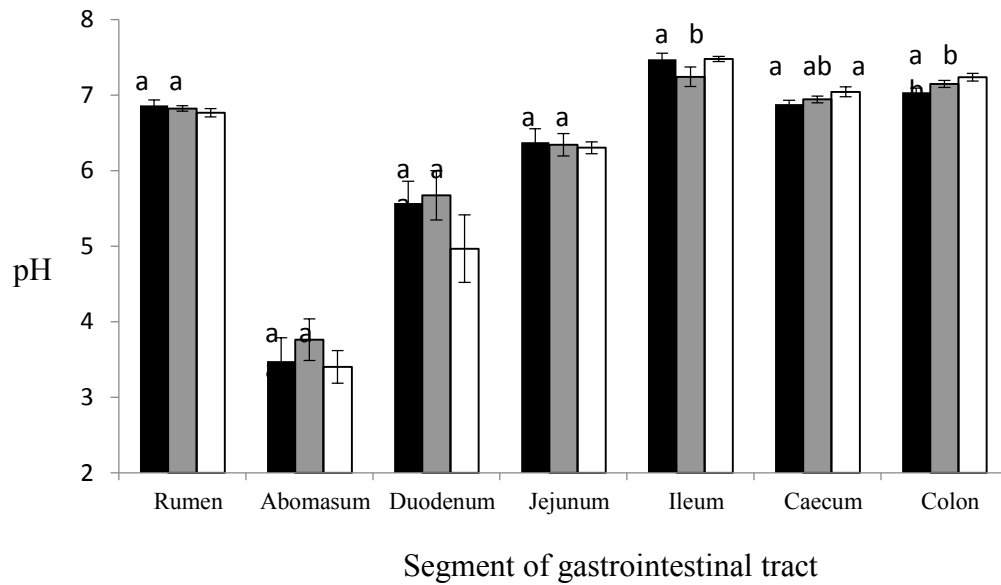 8
7
6
5
4
3
2
pH
a a
a a
a a
a
a a
a b
a ab a
a b
b
Rumen Abomasum Duodenum Jejunum Ileum Caecum Colon
Segment of gastrointestinal tract